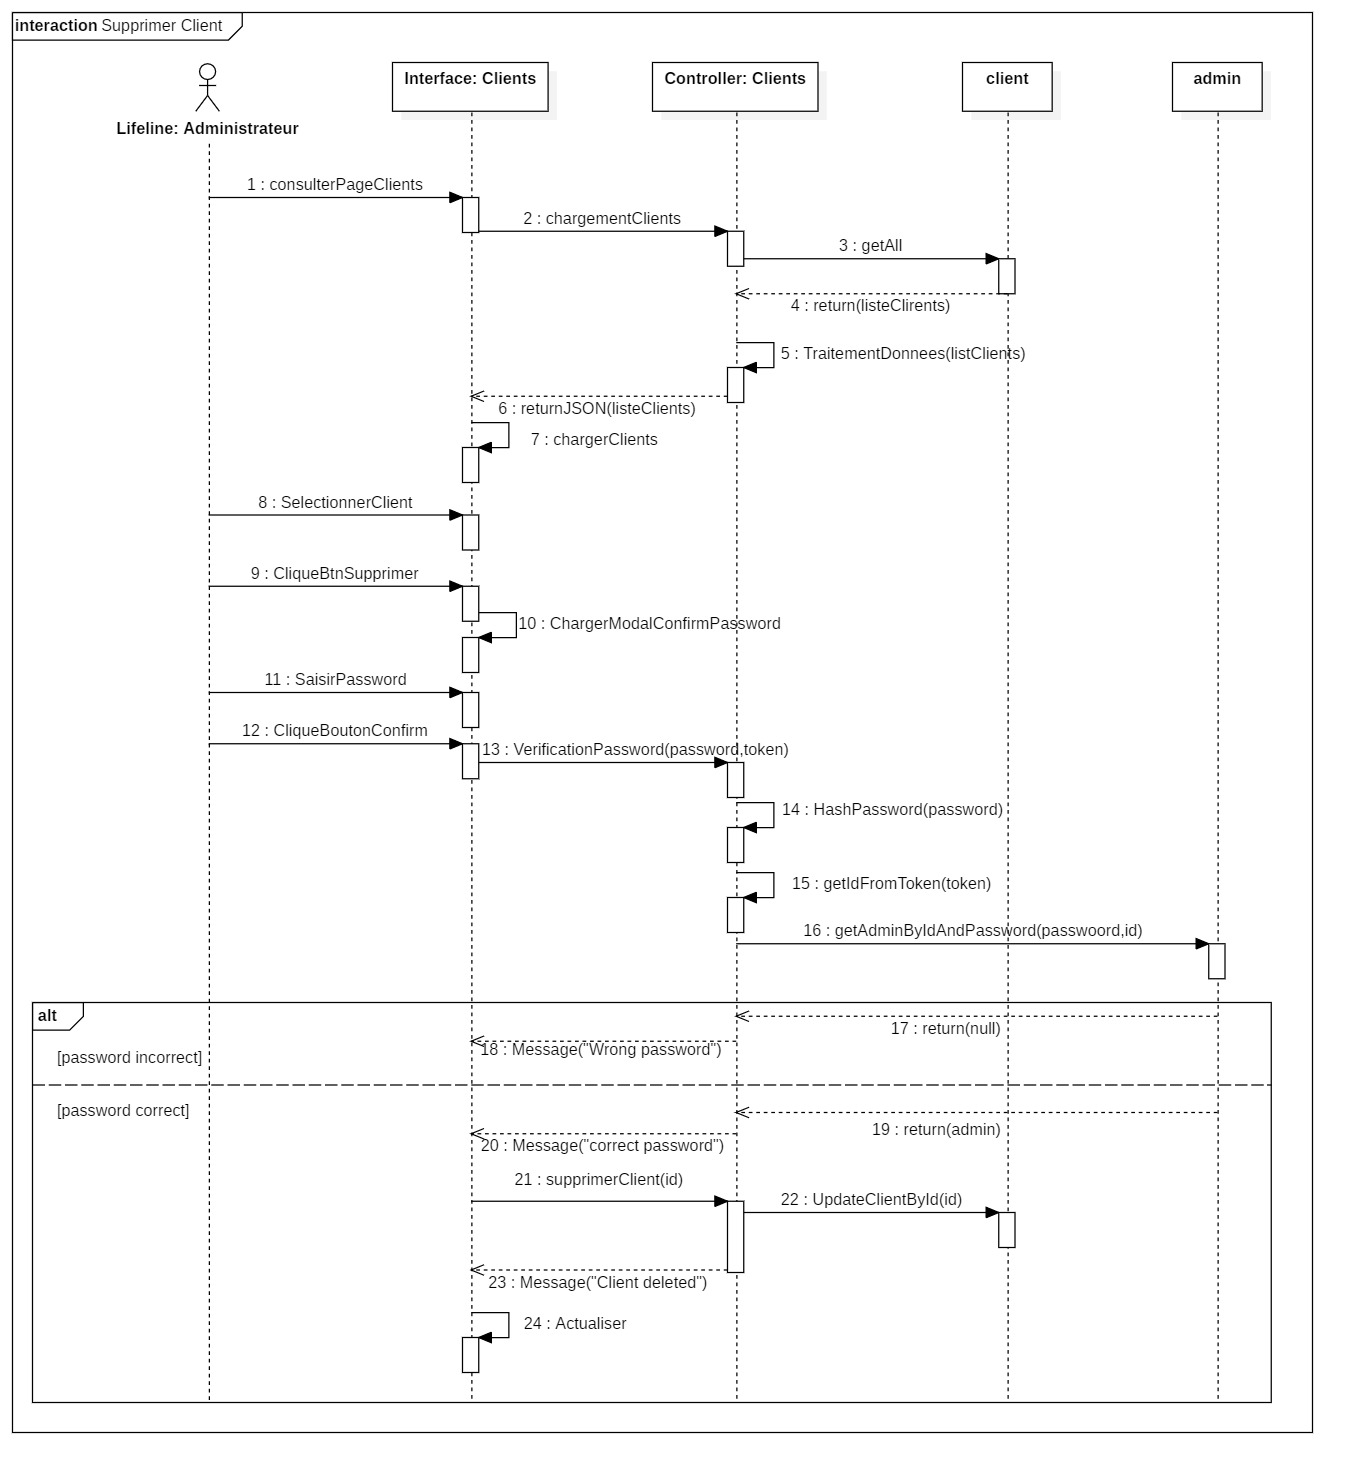 interaction Supprimer Client
Interface: Clients
Controller: Clients
client
admin
Lifeline: Administrateur
1 : consulterPageClients
2 : chargementClients
3 : getAll
4 : return(listeClirents)
5 : TraitementDonnees(listClients)
6 : returnJSON(listeClients)
7 : chargerClients
8 : SelectionnerClient
9 : CliqueBtnSupprimer
10 : ChargerModalConfirmPassword
11 : SaisirPassword
12 : CliqueBoutonConfirm
13 : VerificationPassword(password,token)
14 : HashPassword(password)
15 : getIdFromToken(token)
16 : getAdminByIdAndPassword(passwoord,id)
alt
17 : return(null)
18 : Message("Wrong password")
[password incorrect]
[password correct]
19 : return(admin)
20 : Message("correct password")
21 : supprimerClient(id)
22 : UpdateClientById(id)
23 : Message("Client deleted")
24 : Actualiser